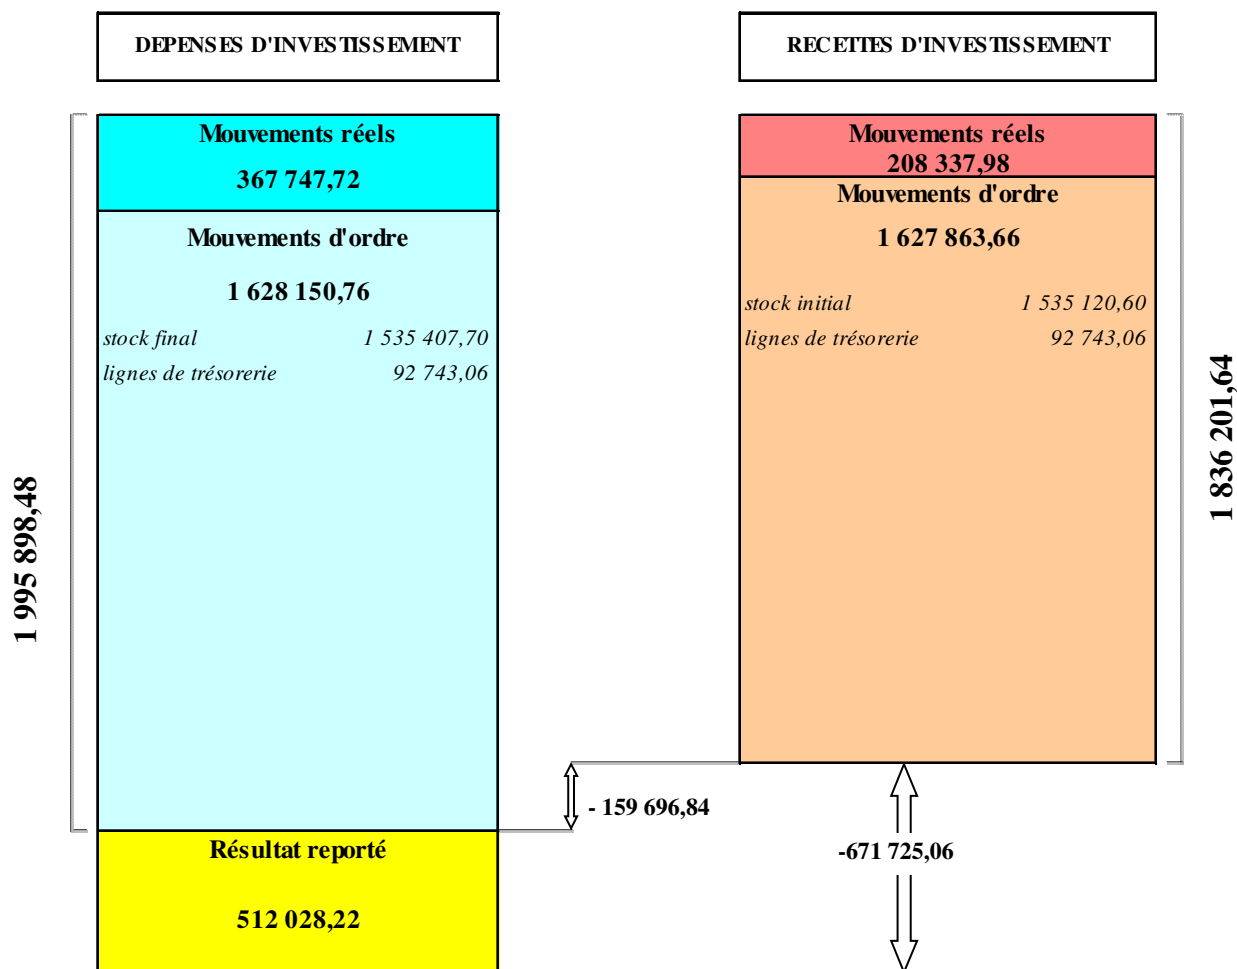 DEPENSES D'INVESTISSEMENT
RECETTES D'INVESTISSEMENT
Mouvements réels
367 747,72
Mouvements d'ordre
1 628 150,76
stock final 1 535 407,70
lignes de trésorerie 92 743,06
1 995 898,48
Résultat reporté
512 028,22
Mouvements réels
208 337,98
Mouvements d'ordre
1 627 863,66
stock initial 1 535 120,60
lignes de trésorerie 92 743,06
1 836 201,64
- 159 696,84
-671 725,06